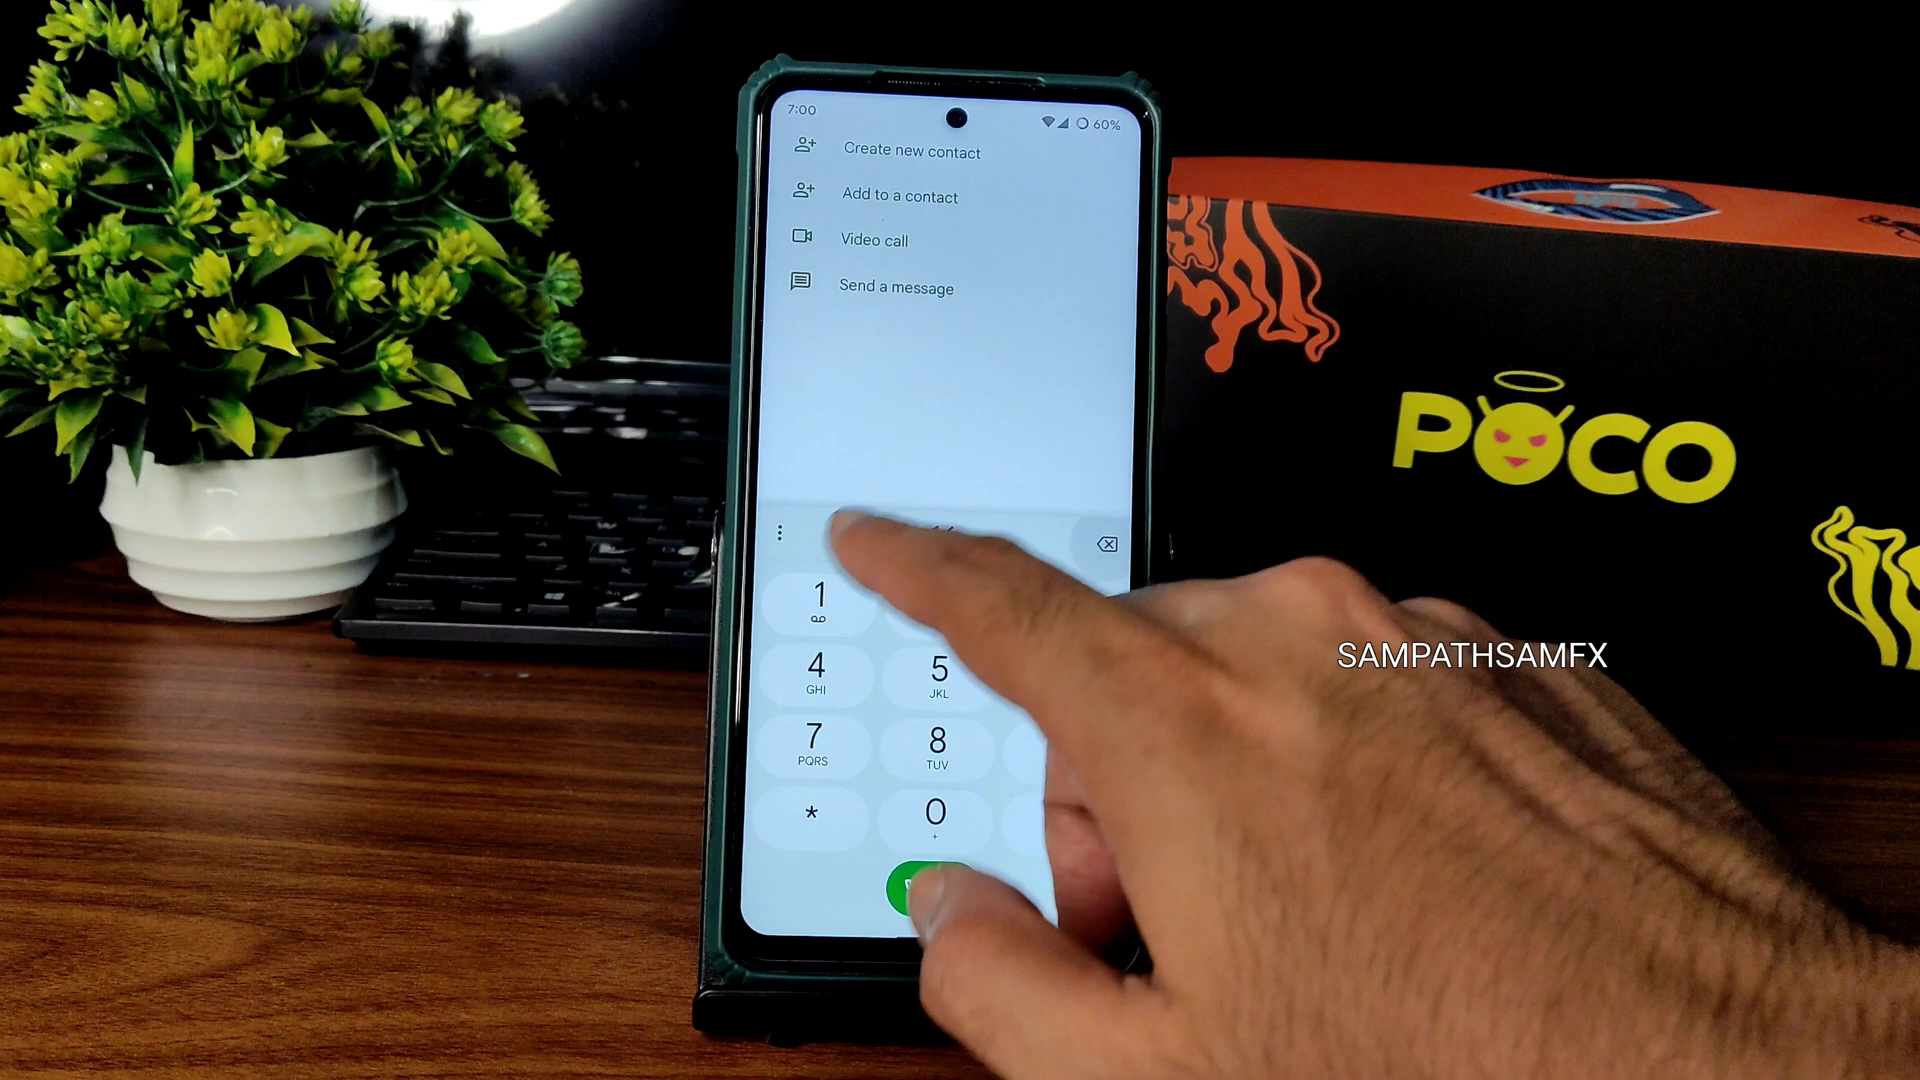 7:00
60%
Create new contact
Add to a contact
Video call
Send a message
1
4
GHI
5
JKL
7
PQRS
8
TUV
*
0
+
POCO
SAMPATHSAMFX